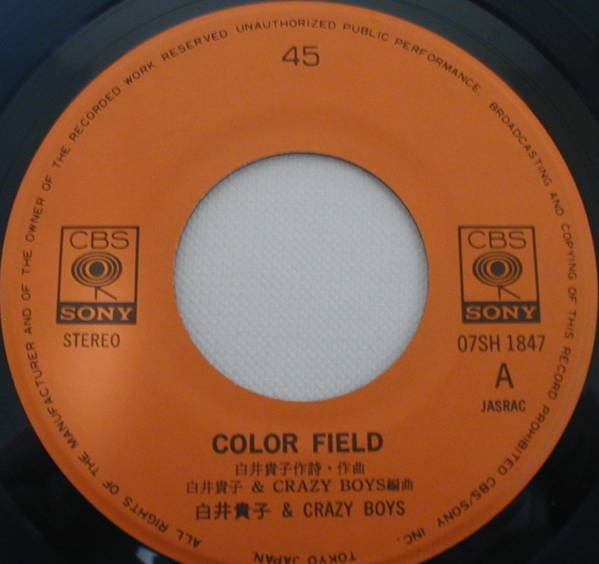 ALL RIGHTS OF THE MANUFACTURER AND OF THE OWNER OF THE RECORDED WORK RESERVED UNAUTHORIZED PUBLIC PERFORMANCE. BROADCASTING AND COPYING OF THIS RECORD PROHIBITED CBS/SONY INC.
TOKYO JAPAN
45
CBS
SONY
STEREO
CBS
SONY
07SH 1847
A
JASRAC
COLOR FIELD
白井貴子作詩・作曲
白井貴子 & CRAZY BOYS編曲
白井貴子 & CRAZY BOYS